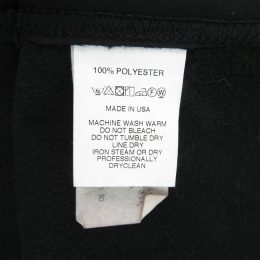 100% POLYESTER
MADE IN USA
MACHINE WASH WARM
DO NOT BLEACH
DO NOT TUMBLE DRY
LINE DRY
IRON STEAM OR DRY
PROFESSIONALLY
DRYCLEAN